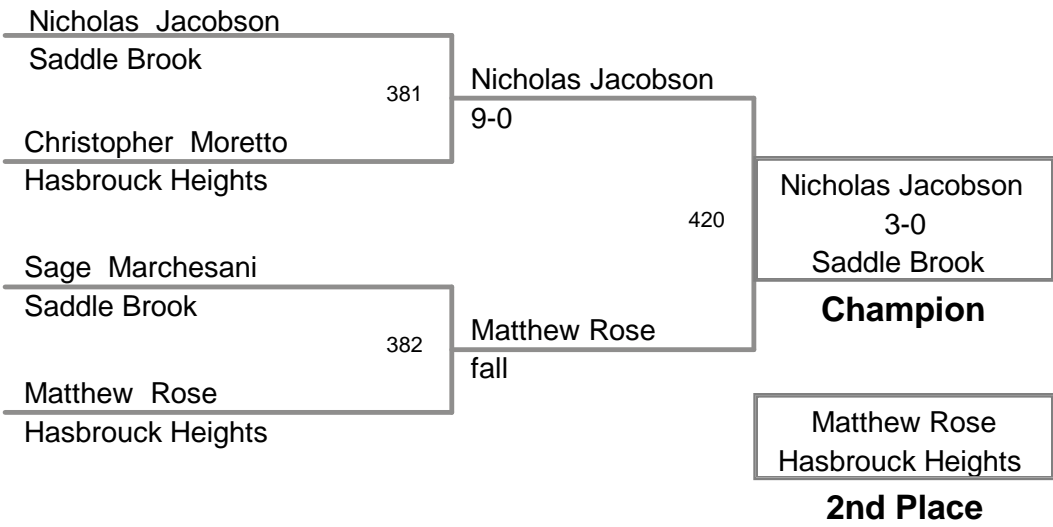 Nicholas Jacobson
Saddle Brook
381
Christopher Moretto
Hasbrouck Heights
Nicholas Jacobson
9-0
Sage Marchesani
Saddle Brook
382
Matthew Rose
Hasbrouck Heights
Matthew Rose
fall
420
Nicholas Jacobson
3-0
Saddle Brook
Champion
Matthew Rose
Hasbrouck Heights
2nd Place